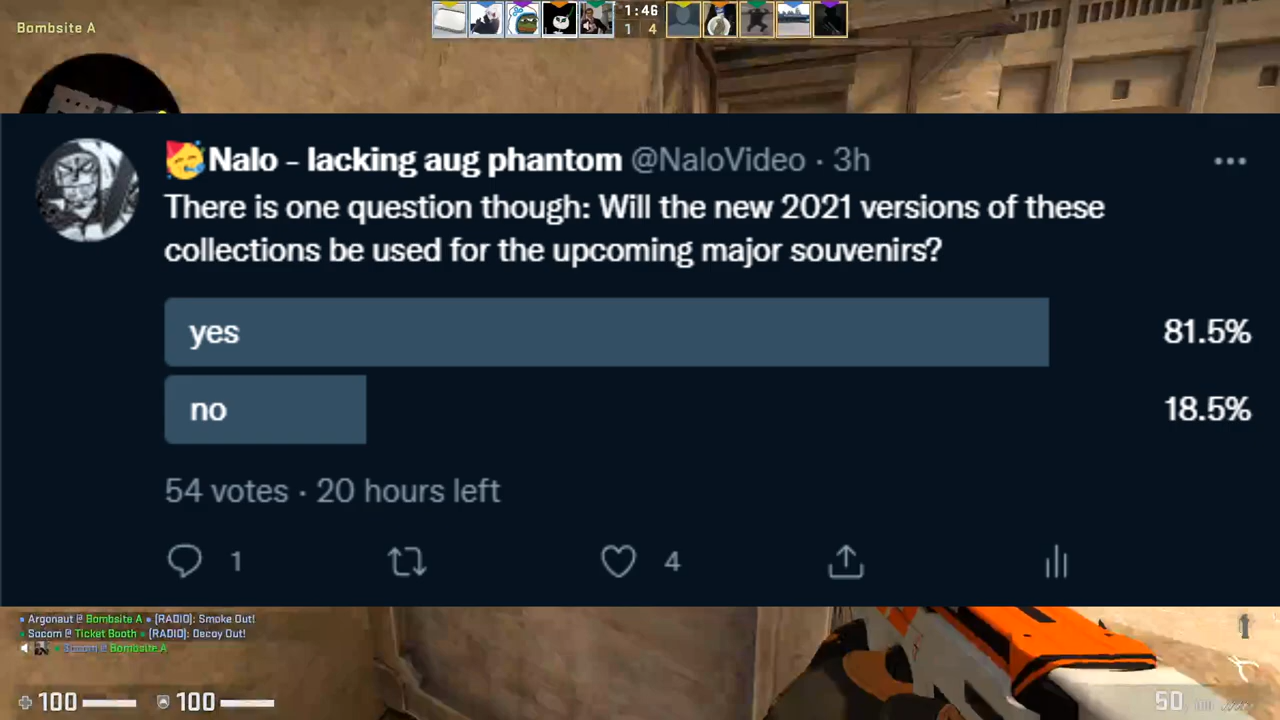 Bombsite A
1:46
1 4
🥳Nalo - lacking aug phantom @NaloVideo · 3h
There is one question though: Will the new 2021 versions of these
collections be used for the upcoming major souvenirs?
yes 81.5%
no 18.5%
54 votes · 20 hours left
1 4
Argonaut @ Bombsite A [RADIO]: Smoke Out!
Socom @ Ticket Booth [RADIO]: Decoy Out!
Socom @ Bombsite A
100 100 50